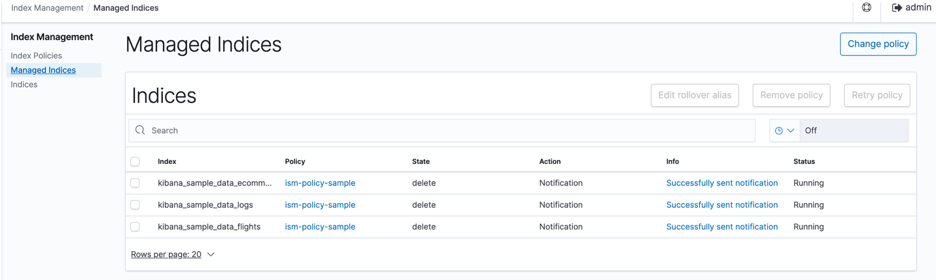 Index Management / Managed Indices
admin
Index Management
Index Policies
Managed Indices
Indices
Managed Indices
Change policy
Indices
Edit rollover alias Remove policy Retry policy
Search
Off
Index Policy State Action Info Status
kibana_sample_data_ecomm... ism-policy-sample delete Notification Successfully sent notification Running
kibana_sample_data_logs ism-policy-sample delete Notification Successfully sent notification Running
kibana_sample_data_flights ism-policy-sample delete Notification Successfully sent notification Running
Rows per page: 20